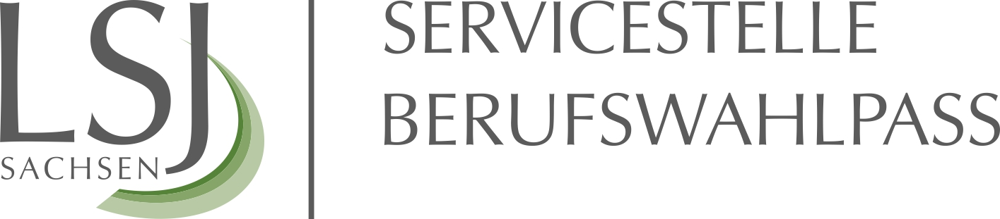 LSJ
SACHSEN
SERVICESTELLE
BERUFSWAHLPASS